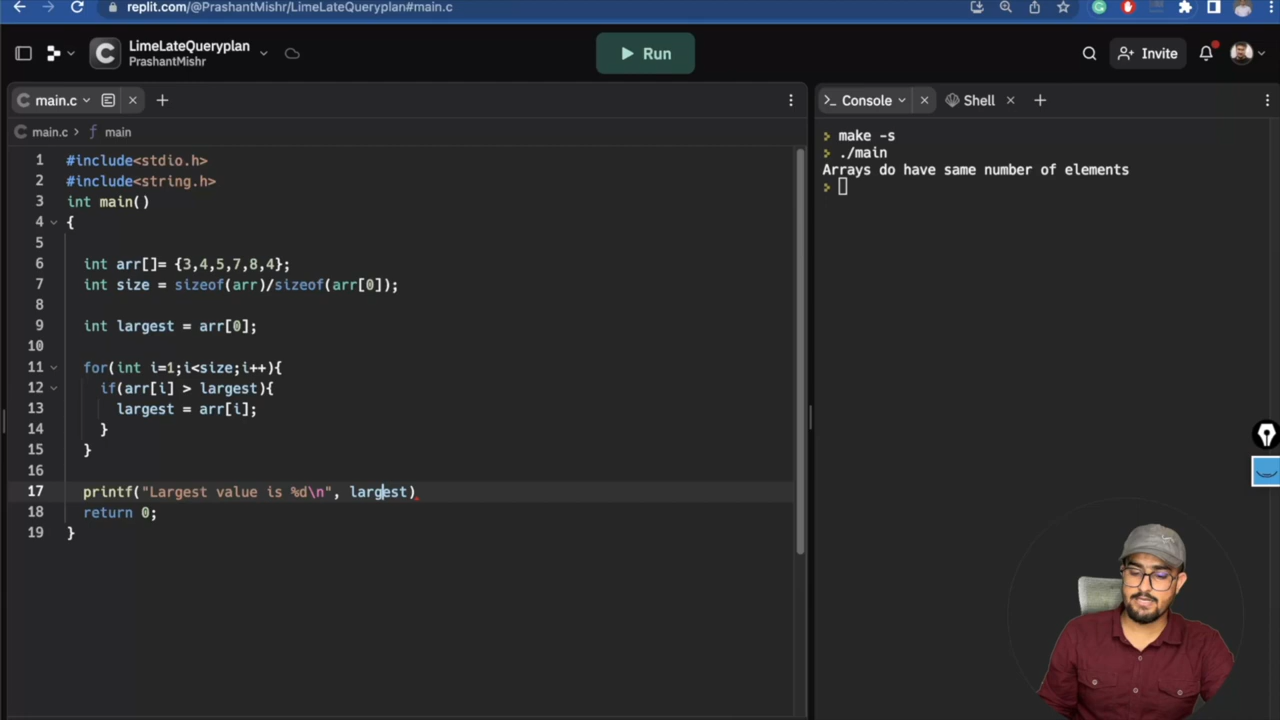 replit.com/@PrashantMishr/LimeLateQueryplan#main.c
LimeLateQueryplan
PrashantMishr
Run
Invite
main.c
Console
Shell
main.c > f main
1 #include<stdio.h>
2 #include<string.h>
3 int main()
4 {
5
6 int arr[]= {3,4,5,7,8,4};
7 int size = sizeof(arr)/sizeof(arr[0]);
8
9 int largest = arr[0];
10
11 for(int i=1;i<size;i++){
12 if(arr[i] > largest){
13 largest = arr[i];
14 }
15 }
16
17 printf("Largest value is %d\n", largest)
18 return 0;
19 }
make -s
./main
Arrays do have same number of elements